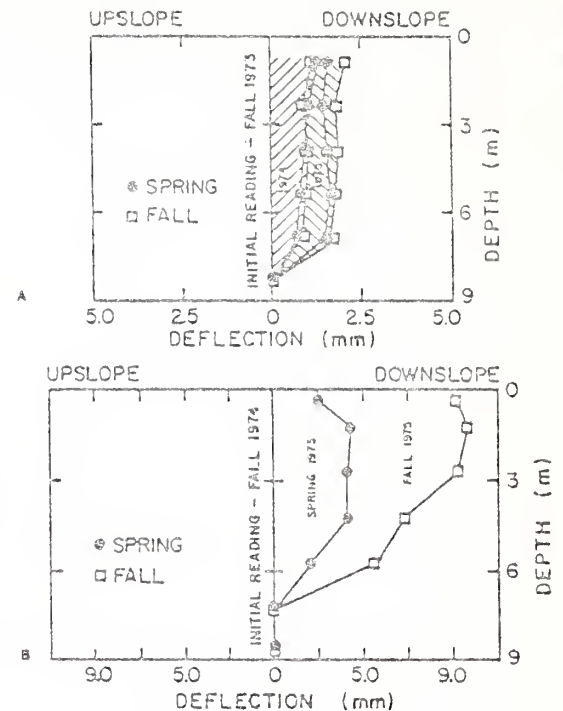 UPSLOPE DOWNSLOPE
0
3
6
9
DEPTH (m)
INITIAL READING - FALL 1973
1974
1975
SPRING
FALL
A
5.0 2.5 0 2.5 5.0
DEFLECTION (mm)
UPSLOPE DOWNSLOPE
0
3
6
9
DEPTH (m)
INITIAL READING - FALL 1974
SPRING 1975
FALL 1975
SPRING
FALL
B
9.0 5.0 0 5.0 9.0
DEFLECTION (mm)